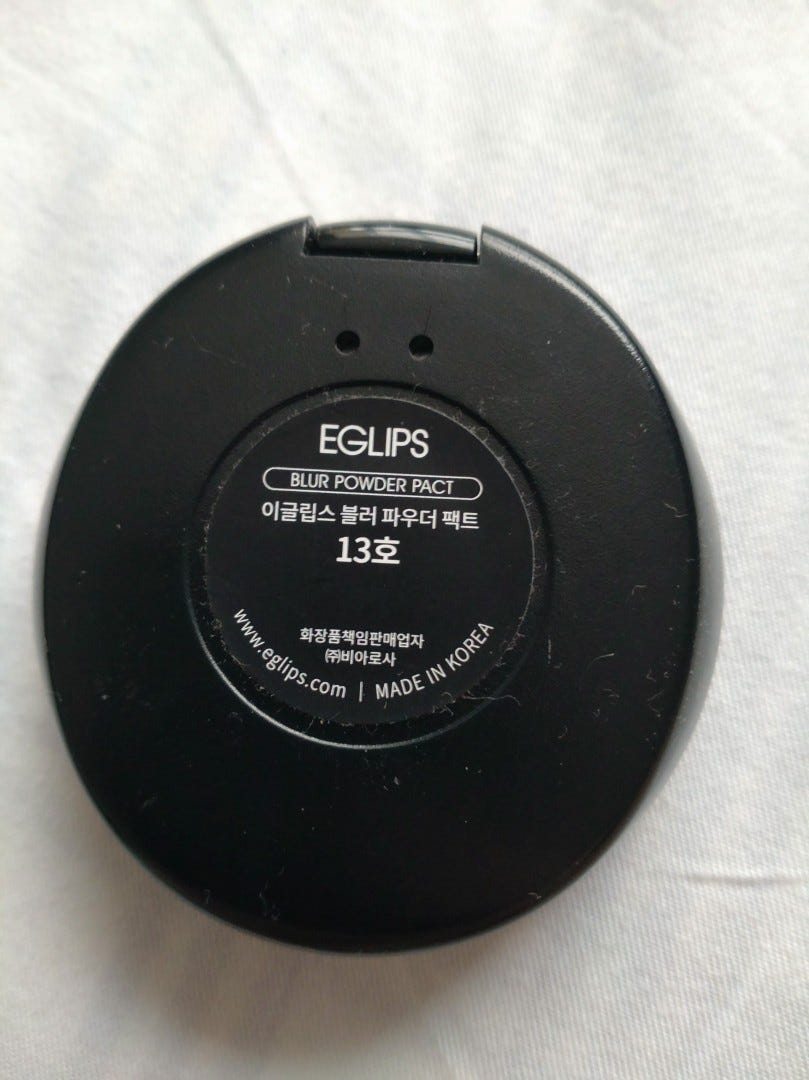 EGLIPS
BLUR POWDER PACT
이글립스 블러 파우더 팩트
13호
화장품책임판매업자
㈜비아로사
www.eglips.com | MADE IN KOREA